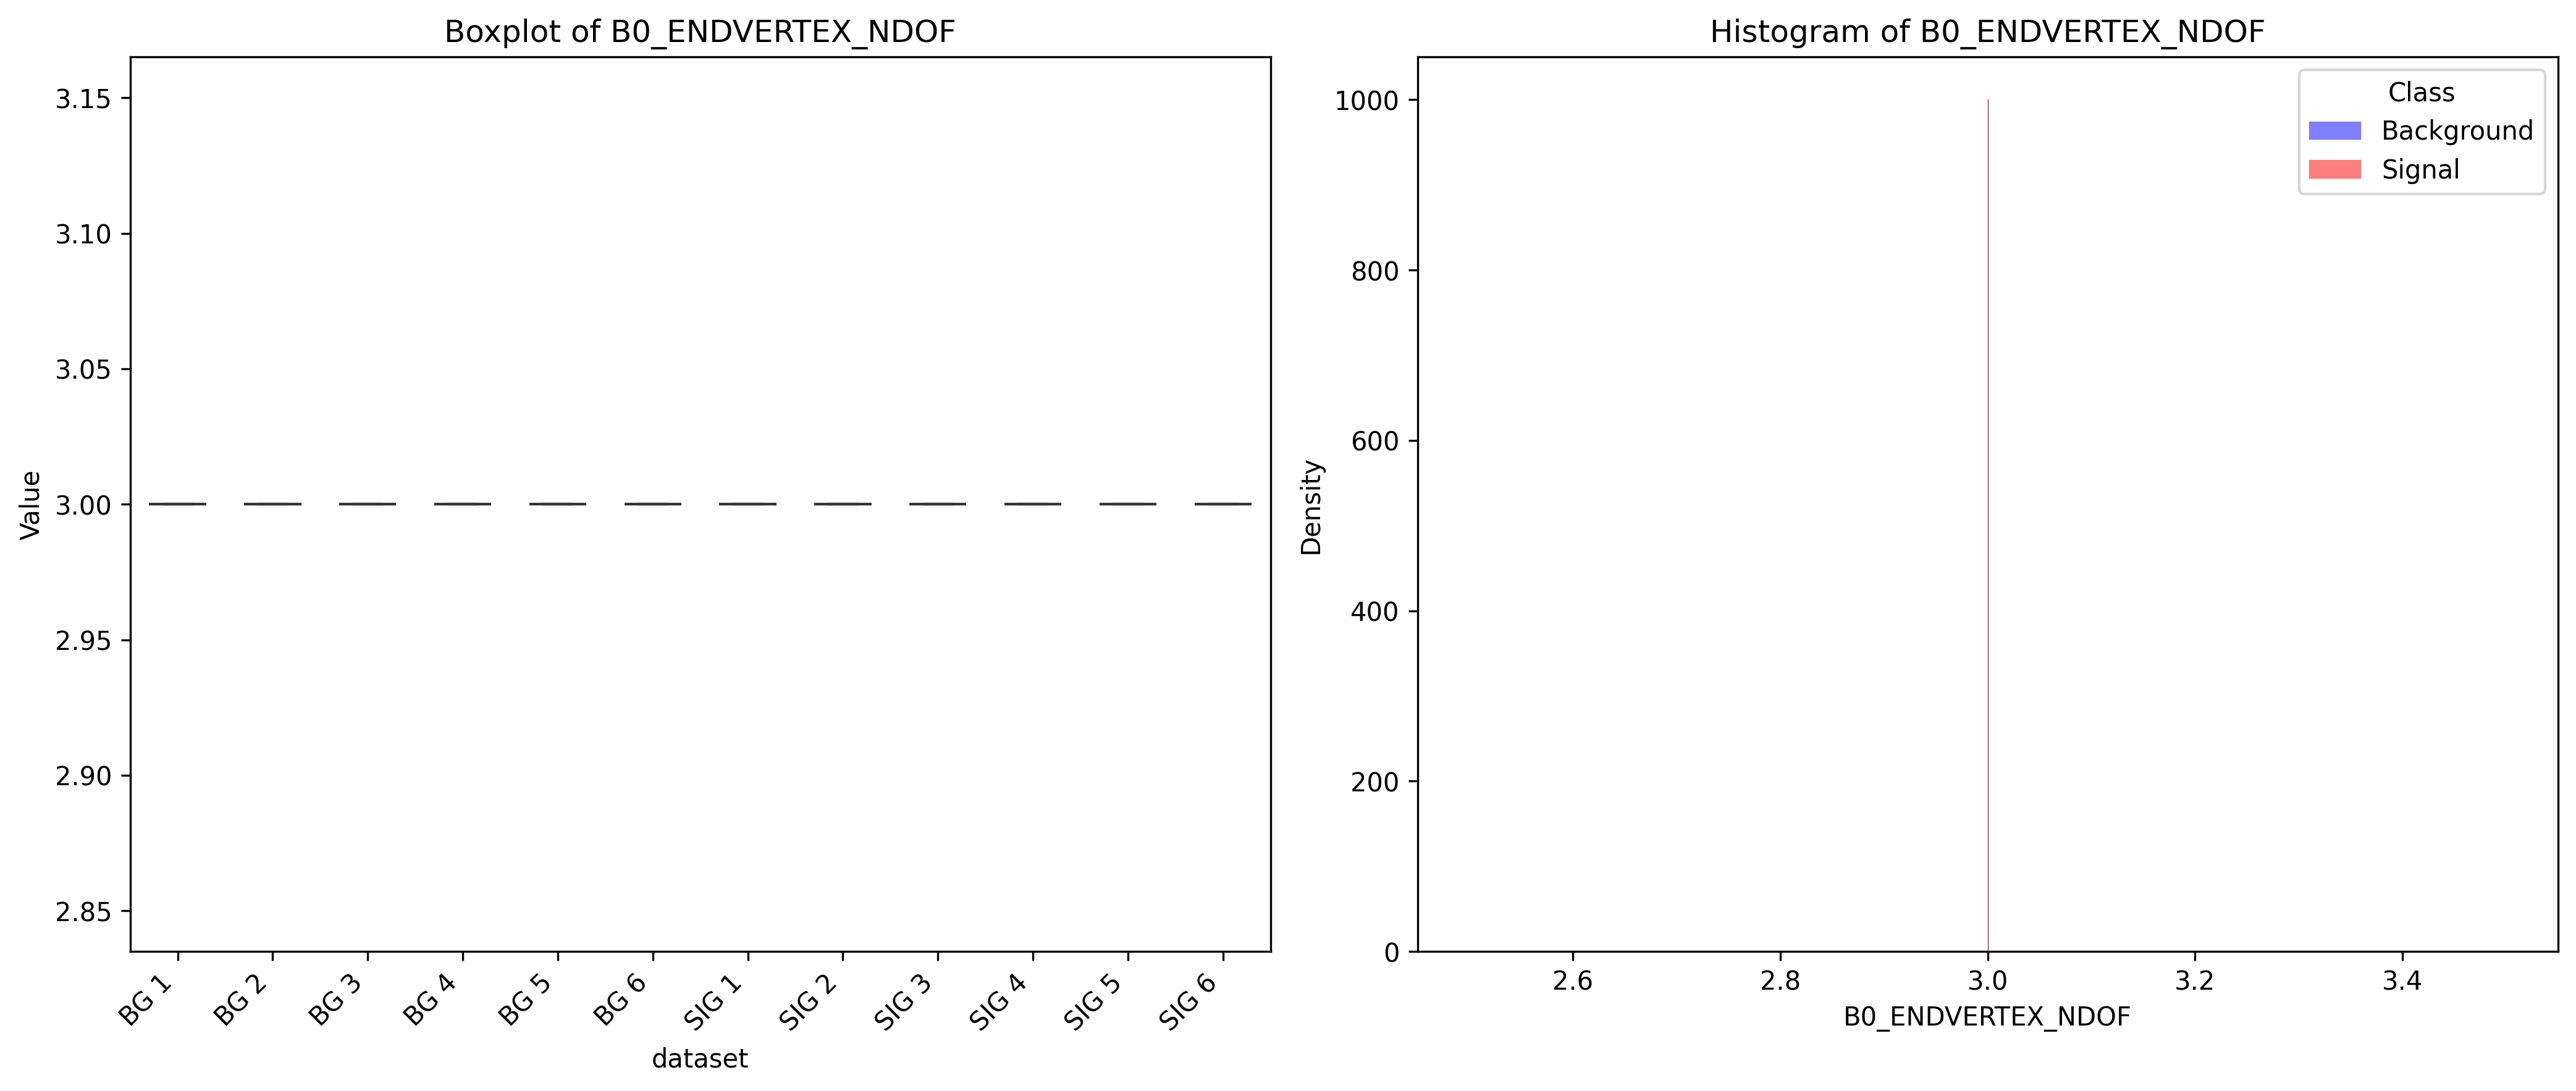 Boxplot of B0_ENDVERTEX_NDOF
Value
3.15
3.10
3.05
3.00
2.95
2.90
2.85
BG 1
BG 2
BG 3
BG 4
BG 5
BG 6
SIG 1
SIG 2
SIG 3
SIG 4
SIG 5
SIG 6
dataset
Histogram of B0_ENDVERTEX_NDOF
Density
1000
800
600
400
200
0
2.6
2.8
3.0
3.2
3.4
B0_ENDVERTEX_NDOF
Class
Background
Signal